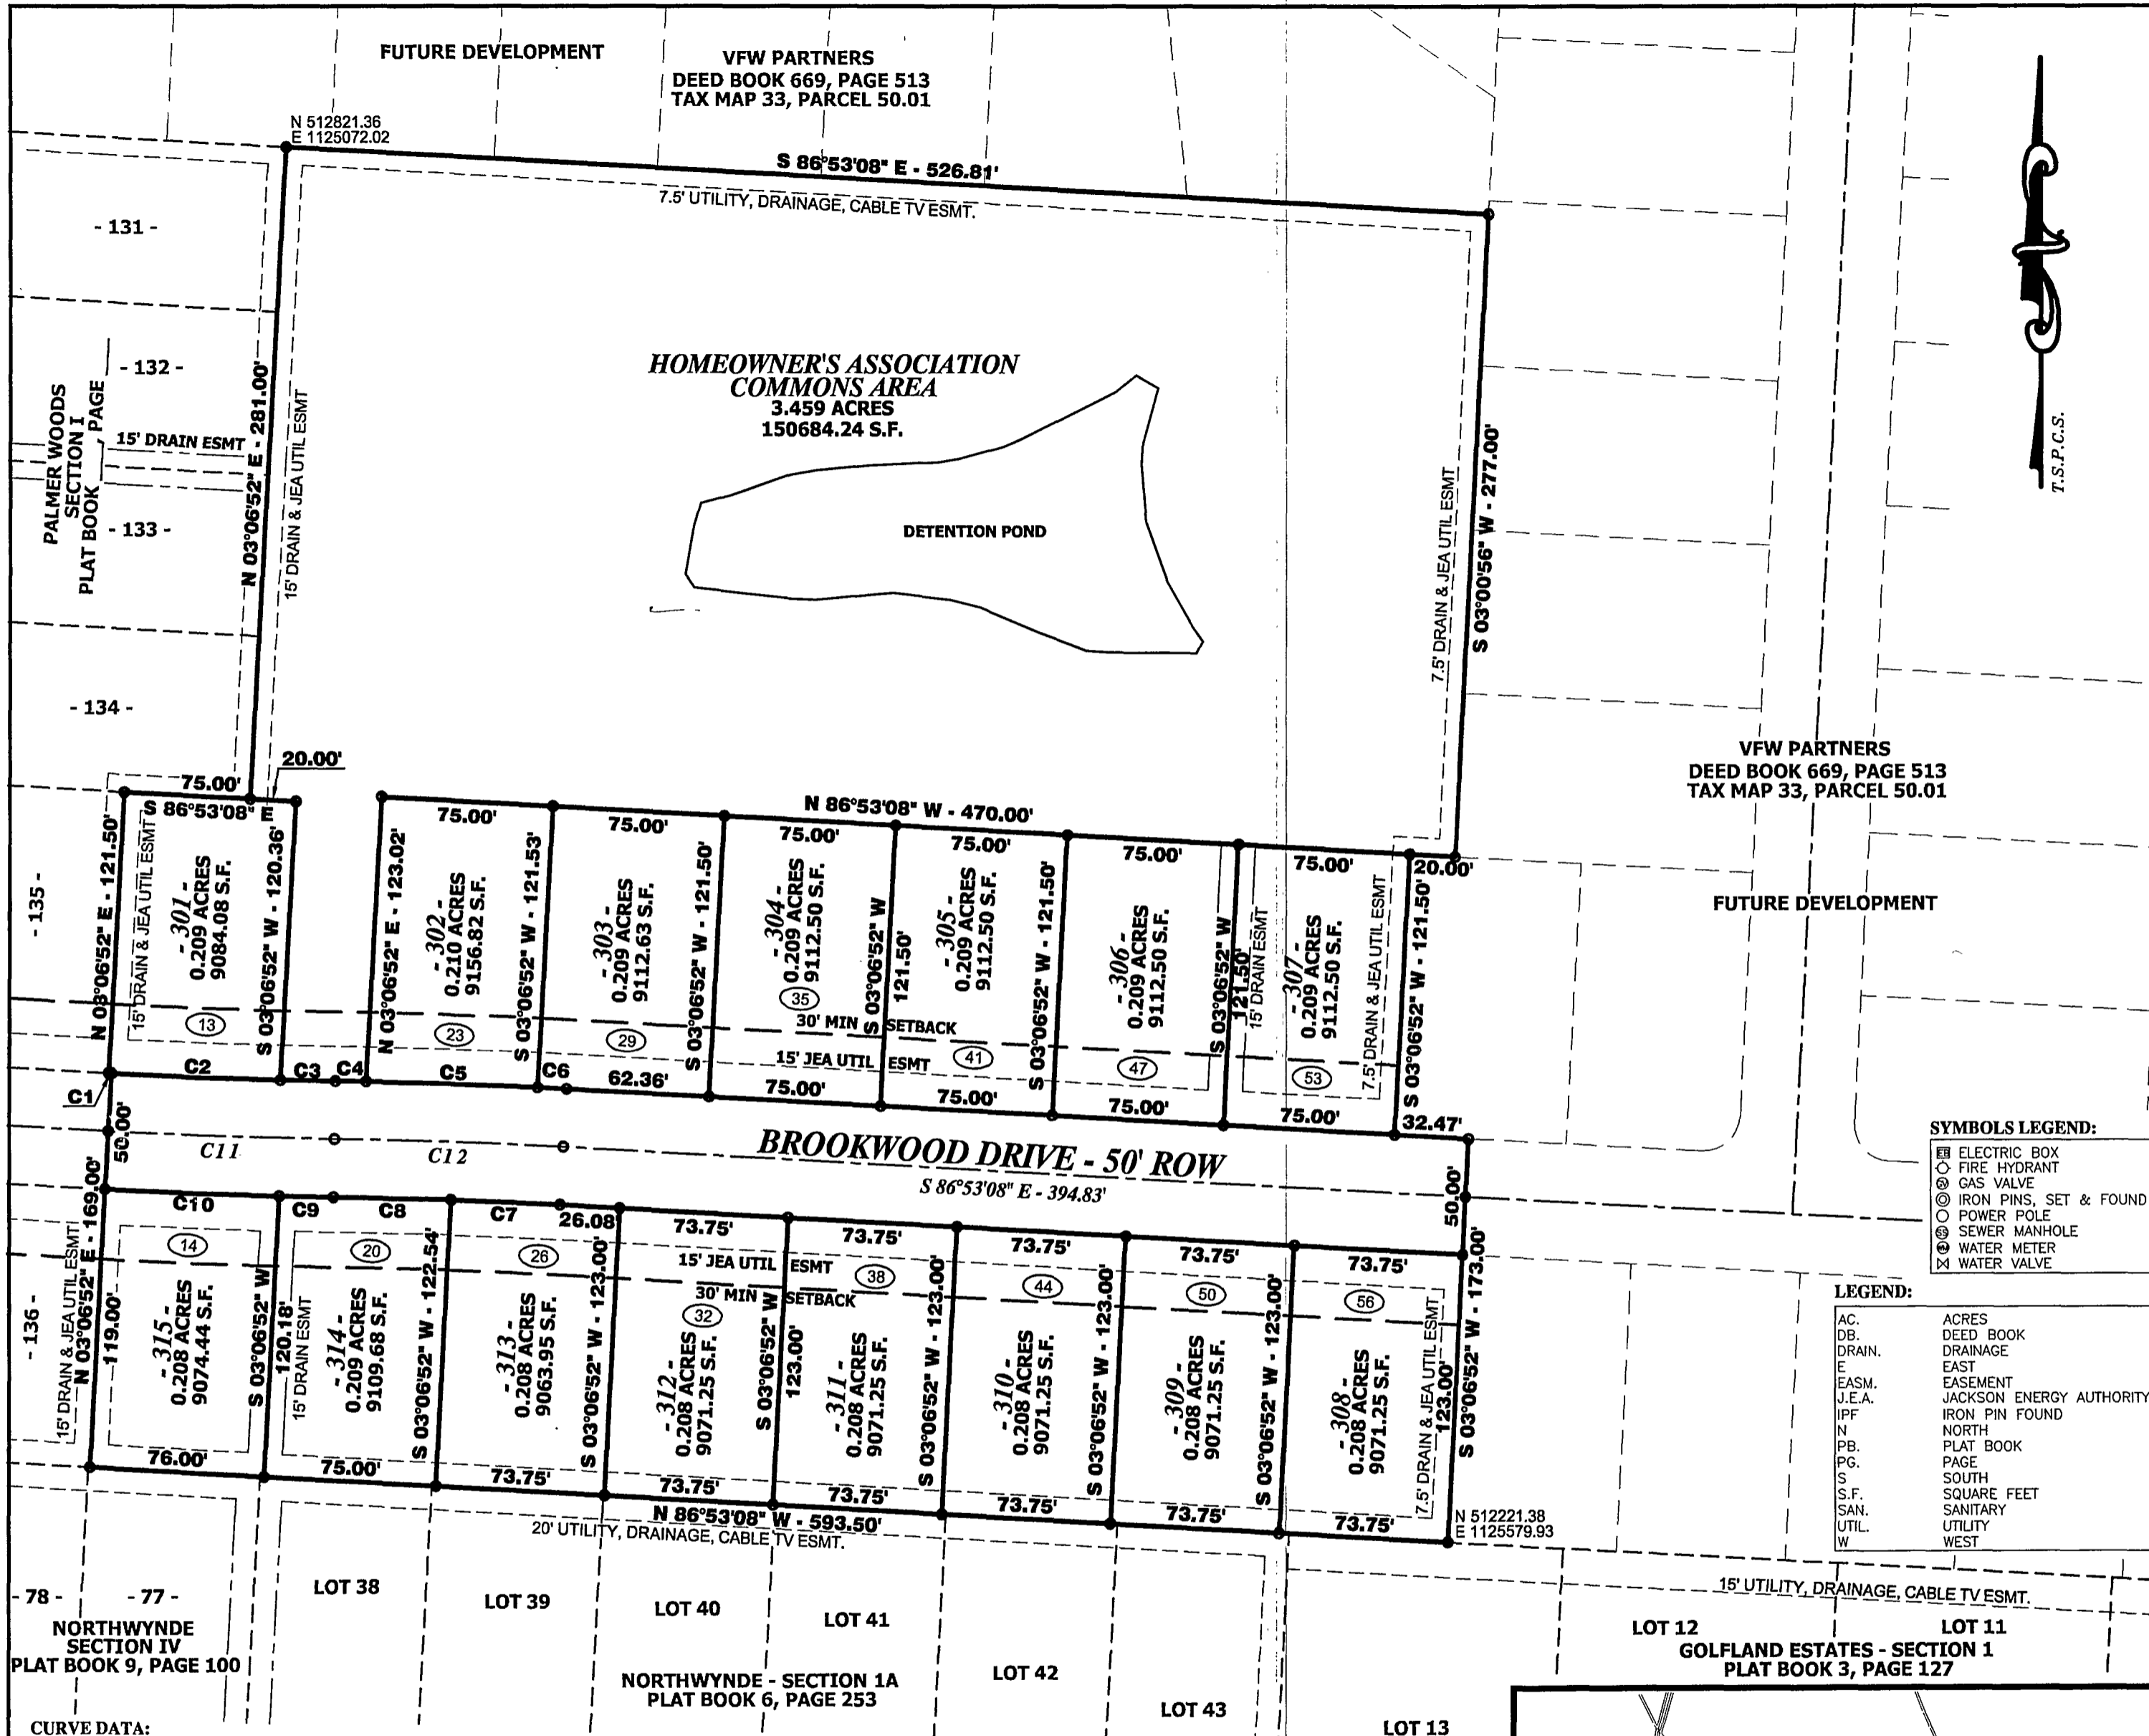 FUTURE DEVELOPMENT
VFW PARTNERS
DEED BOOK 669, PAGE 513
TAX MAP 33, PARCEL 50.01
N 512821.36
E 1125072.02
S 86°53'08" E - 526.81'
7.5' UTILITY, DRAINAGE, CABLE TV ESMT.
- 131 -
- 132 -
- 133 -
- 134 -
PALMER WOODS
SECTION I
PLAT BOOK , PAGE
15' DRAIN ESMT
N 03°06'52" E - 281.00'
15' DRAIN & JEA UTIL ESMT
HOMEOWNER'S ASSOCIATION
COMMONS AREA
3.459 ACRES
150684.24 S.F.
DETENTION POND
7.5' DRAIN & JEA UTIL ESMT
S 03°00'56" W - 277.00'
T.S.P.C.S.
VFW PARTNERS
DEED BOOK 669, PAGE 513
TAX MAP 33, PARCEL 50.01
FUTURE DEVELOPMENT
20.00'
75.00'
S 86°53'08" E
N 86°53'08" W - 470.00'
75.00'
75.00'
75.00'
75.00'
75.00'
75.00'
20.00'
- 135 -
N 03°06'52" E - 121.50'
15' DRAIN & JEA UTIL ESMT
- 301 -
0.209 ACRES
9084.08 S.F.
13
S 03°06'52" W - 120.36'
N 03°06'52" E - 123.02'
- 302 -
0.210 ACRES
9156.82 S.F.
23
S 03°06'52" W - 121.53'
- 303 -
0.209 ACRES
9112.63 S.F.
29
S 03°06'52" W - 121.50'
- 304 -
0.209 ACRES
9112.50 S.F.
35
S 03°06'52" W
121.50'
- 305 -
0.209 ACRES
9112.50 S.F.
41
S 03°06'52" W - 121.50'
- 306 -
0.209 ACRES
9112.50 S.F.
47
S 03°06'52" W
121.50'
15' DRAIN ESMT
- 307 -
0.209 ACRES
9112.50 S.F.
53
7.5' DRAIN & JEA UTIL ESMT
S 03°06'52" W - 121.50'
30' MIN SETBACK
15' JEA UTIL ESMT
C1
C2
C3
C4
C5
C6
62.36'
75.00'
75.00'
75.00'
75.00'
32.47'
50.00'
C11
C12
BROOKWOOD DRIVE - 50' ROW
S 86°53'08" E - 394.83'
50.00'
C10
C9
C8
C7
26.08'
73.75'
73.75'
73.75'
73.75'
73.75'
15' JEA UTIL ESMT
30' MIN SETBACK
- 136 -
15' DRAIN & JEA UTIL ESMT
N 03°06'52" E - 169.00'
119.00'
14
- 315 -
0.208 ACRES
9074.44 S.F.
S 03°06'52" W
120.18'
15' DRAIN ESMT
20
- 314 -
0.209 ACRES
9109.68 S.F.
S 03°06'52" W - 122.54'
26
- 313 -
0.208 ACRES
9063.95 S.F.
S 03°06'52" W - 123.00'
32
- 312 -
0.208 ACRES
9071.25 S.F.
S 03°06'52" W
123.00'
38
- 311 -
0.208 ACRES
9071.25 S.F.
S 03°06'52" W - 123.00'
44
- 310 -
0.208 ACRES
9071.25 S.F.
S 03°06'52" W - 123.00'
50
- 309 -
0.208 ACRES
9071.25 S.F.
S 03°06'52" W - 123.00'
56
- 308 -
0.208 ACRES
9071.25 S.F.
7.5' DRAIN & JEA UTIL ESMT
123.00'
S 03°06'52" W - 173.00'
76.00'
75.00'
73.75'
73.75'
73.75'
73.75'
73.75'
73.75'
N 86°53'08" W - 593.50'
20' UTILITY, DRAINAGE, CABLE TV ESMT.
N 512221.38
E 1125579.93
SYMBOLS LEGEND:
EB ELECTRIC BOX
FIRE HYDRANT
GV GAS VALVE
IRON PINS, SET & FOUND
POWER POLE
SEWER MANHOLE
WATER METER
WATER VALVE
LEGEND:
AC. ACRES
DB. DEED BOOK
DRAIN. DRAINAGE
E EAST
EASM. EASEMENT
J.E.A. JACKSON ENERGY AUTHORITY
IPF IRON PIN FOUND
N NORTH
PB. PLAT BOOK
PG. PAGE
S SOUTH
S.F. SQUARE FEET
SAN. SANITARY
UTIL. UTILITY
W WEST
15' UTILITY, DRAINAGE, CABLE TV ESMT.
- 78 -
- 77 -
NORTHWYNDE
SECTION IV
PLAT BOOK 9, PAGE 100
LOT 38
LOT 39
LOT 40
LOT 41
LOT 42
LOT 43
NORTHWYNDE - SECTION 1A
PLAT BOOK 6, PAGE 253
LOT 13
LOT 12
LOT 11
GOLFLAND ESTATES - SECTION 1
PLAT BOOK 3, PAGE 127
CURVE DATA: